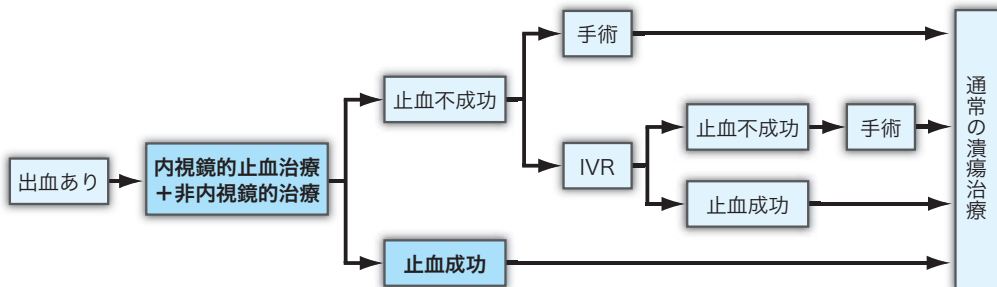 出血あり
内視鏡的止血治療
＋非内視鏡的治療
止血不成功
手術
IVR
止血不成功
手術
止血成功
止血成功
通常の潰瘍治療